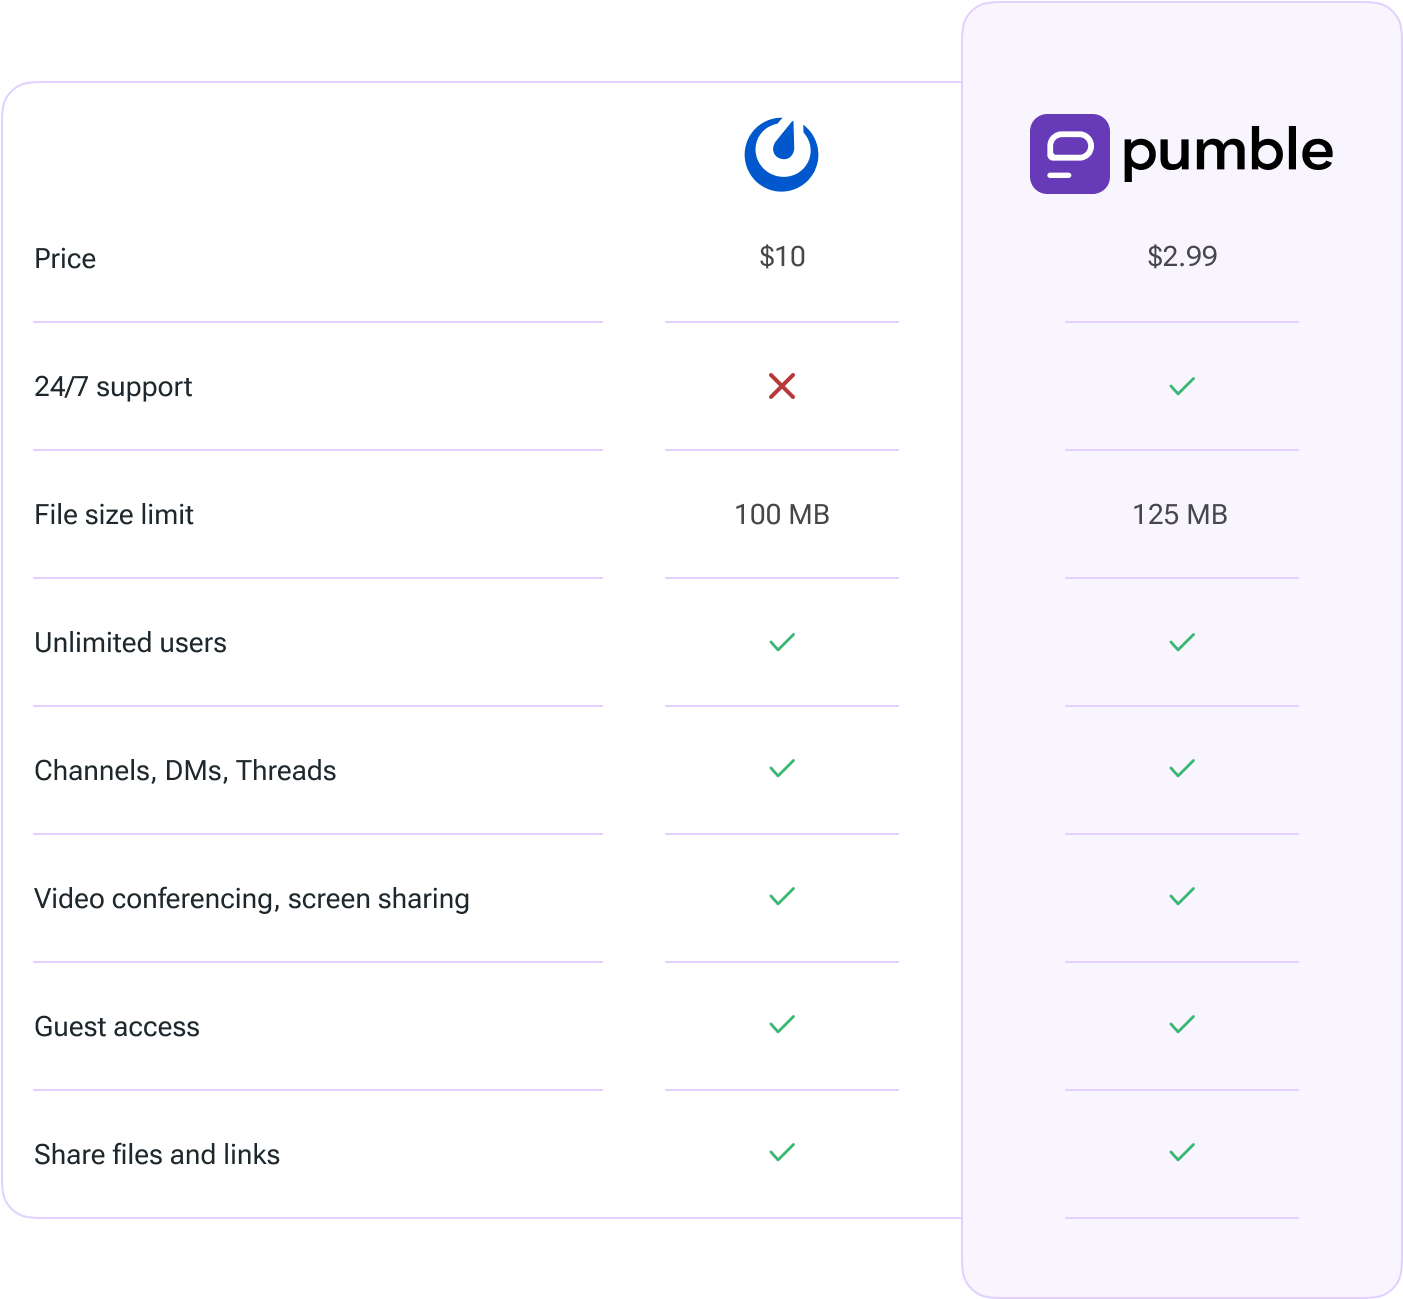 pumble
Price $10 $2.99
24/7 support
File size limit 100 MB 125 MB
Unlimited users
Channels, DMs, Threads
Video conferencing, screen sharing
Guest access
Share files and links